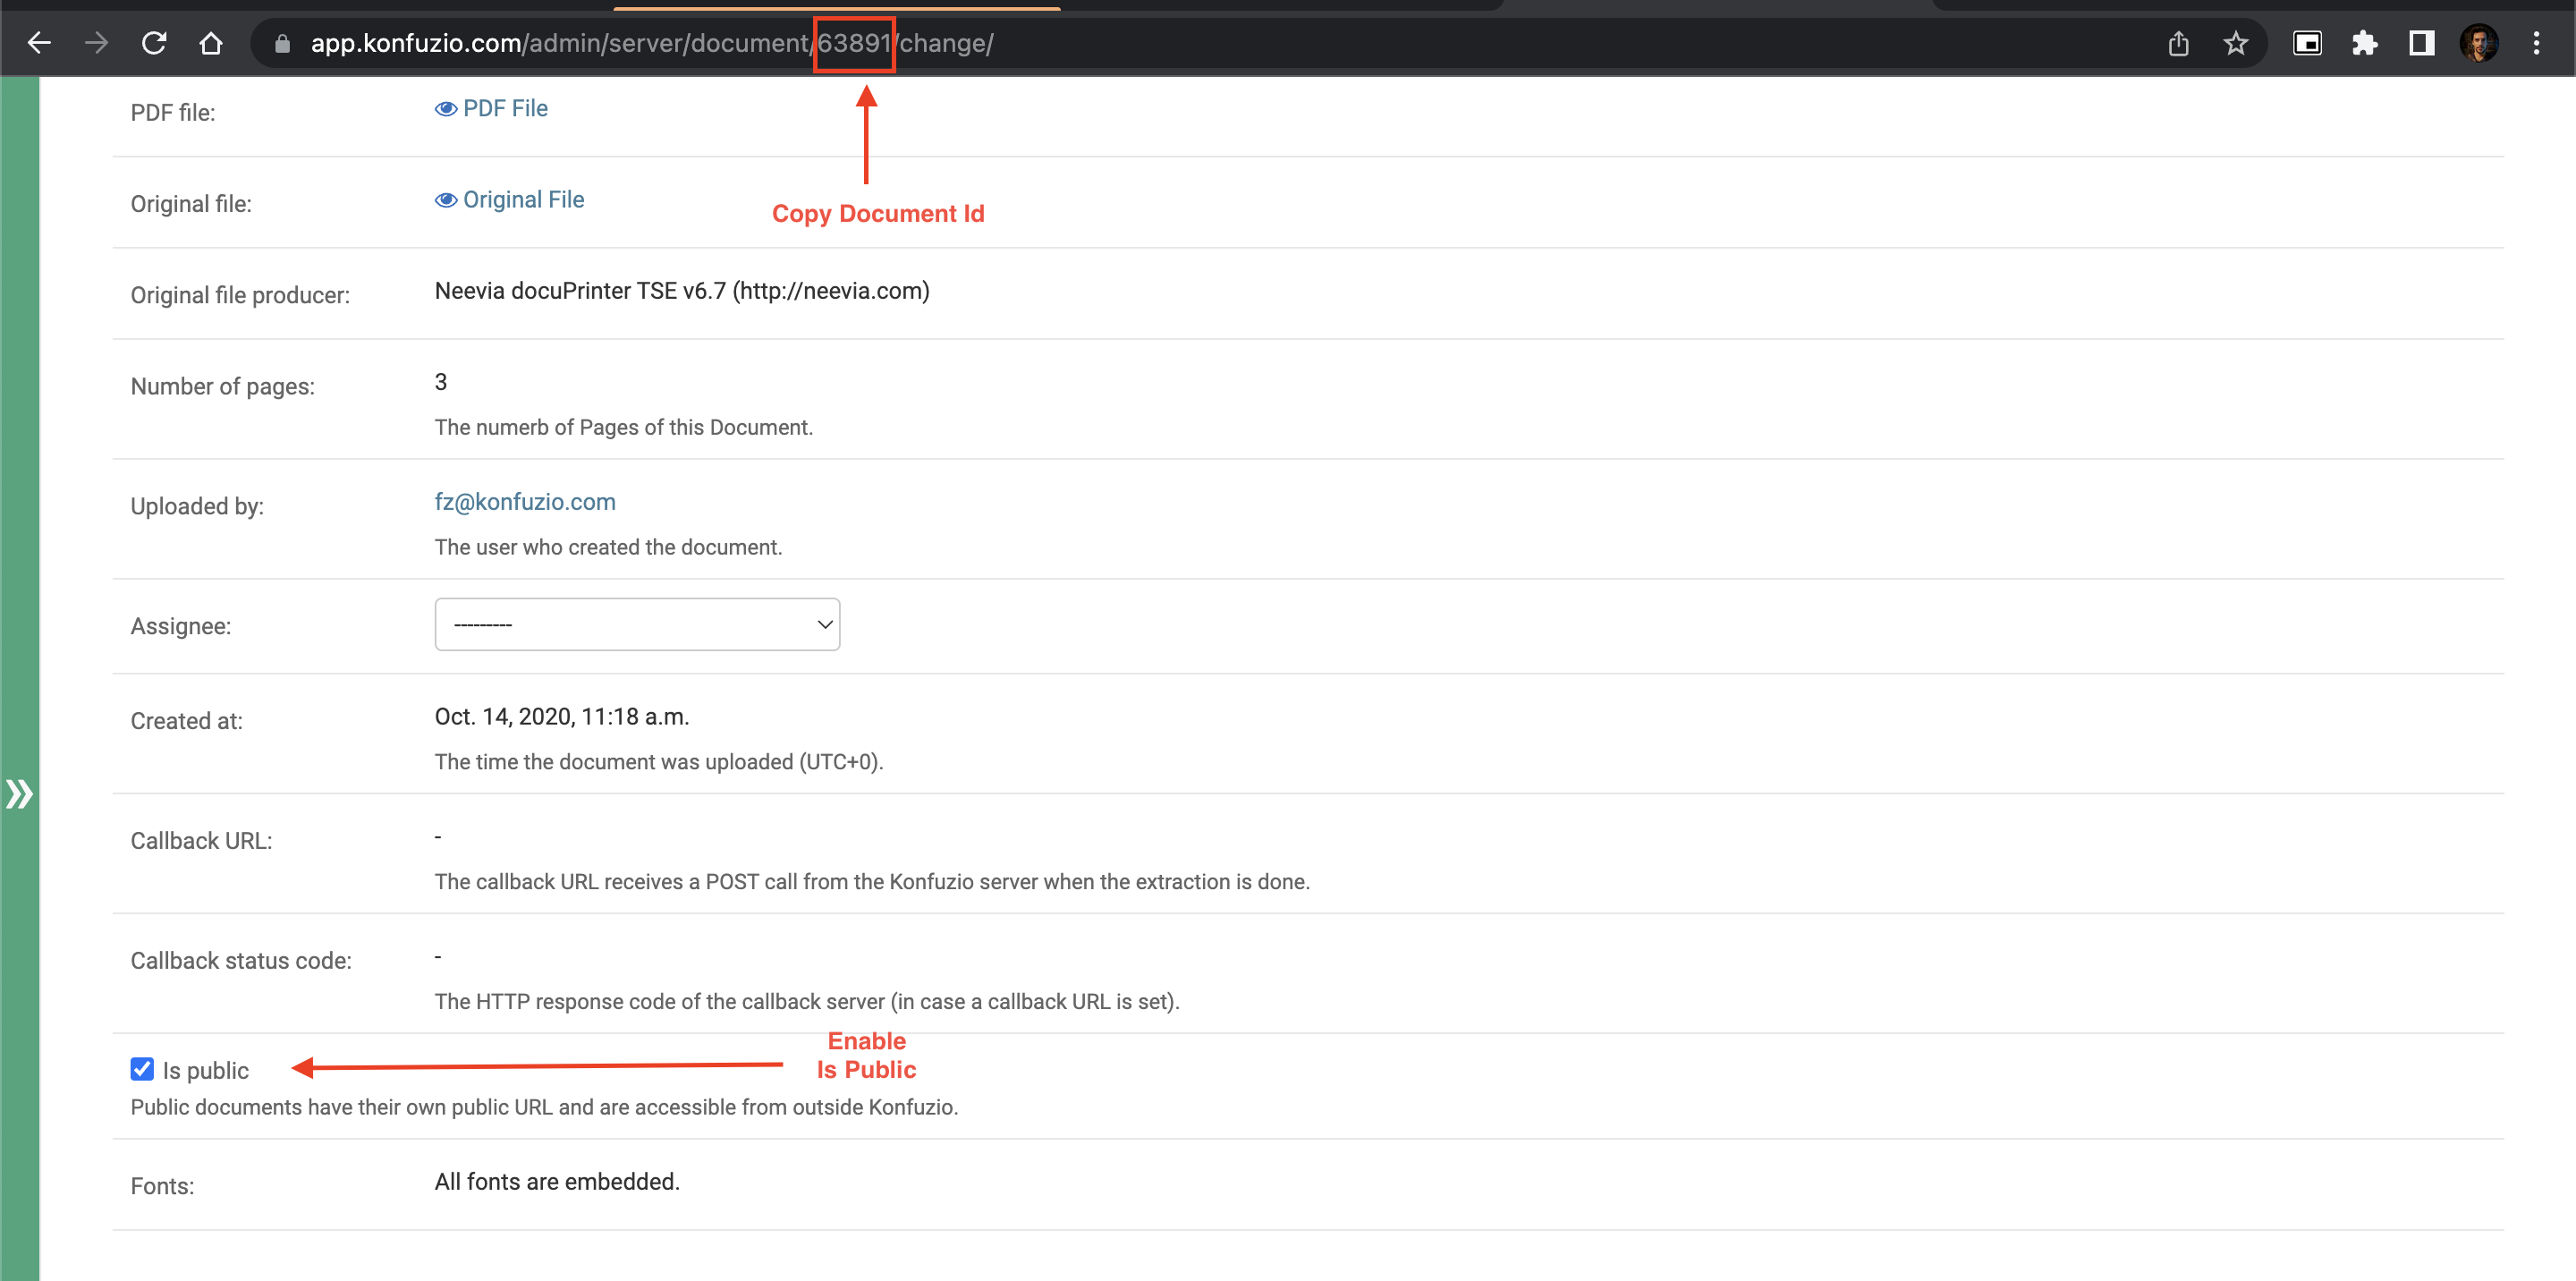 app.konfuzio.com/admin/server/document/63891/change/
PDF file:
PDF File
Original file:
Original File
Copy Document Id
Original file producer:
Neevia docuPrinter TSE v6.7 (http://neevia.com)
Number of pages:
3
The numerb of Pages of this Document.
Uploaded by:
fz@konfuzio.com
The user who created the document.
Assignee:
---------
Created at:
Oct. 14, 2020, 11:18 a.m.
The time the document was uploaded (UTC+0).
Callback URL:
-
The callback URL receives a POST call from the Konfuzio server when the extraction is done.
Callback status code:
-
The HTTP response code of the callback server (in case a callback URL is set).
Enable
Is Public
Is public
Public documents have their own public URL and are accessible from outside Konfuzio.
Fonts:
All fonts are embedded.